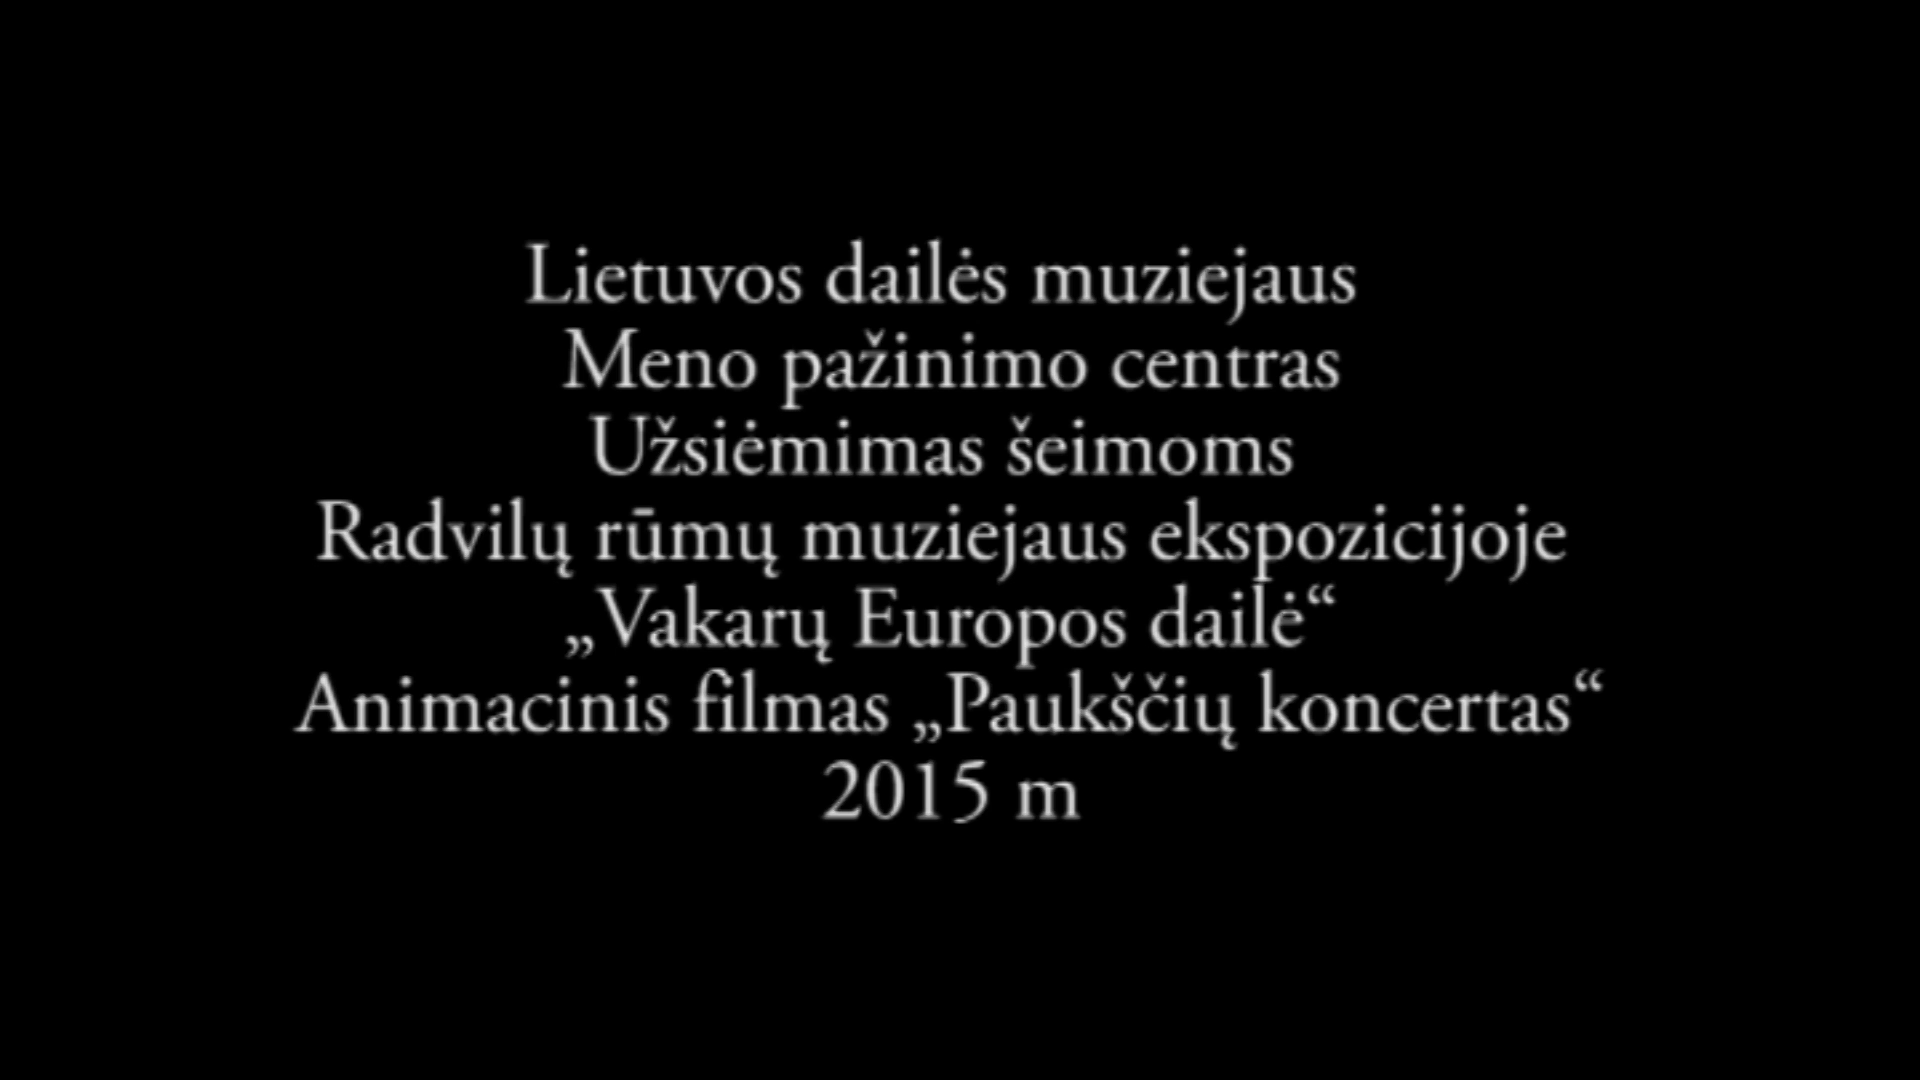 Lietuvos dailės muziejaus
Meno pažinimo centras
Užsiėmimas šeimoms
Radvilų rūmų muziejaus ekspozicijoje
„Vakarų Europos dailė“
Animacinis filmas „Paukščių koncertas“
2015 m